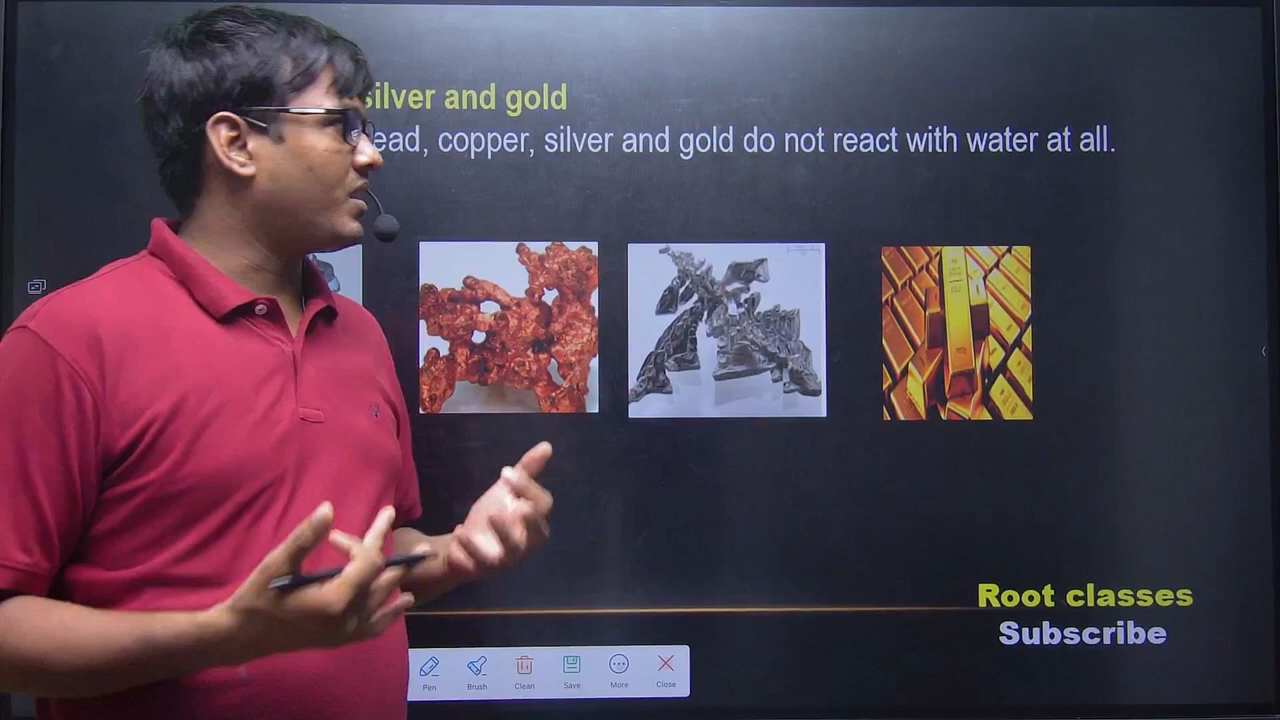 silver and gold
ead, copper, silver and gold do not react with water at all.
Root classes
Subscribe
Pen Brush Clean Save More Close